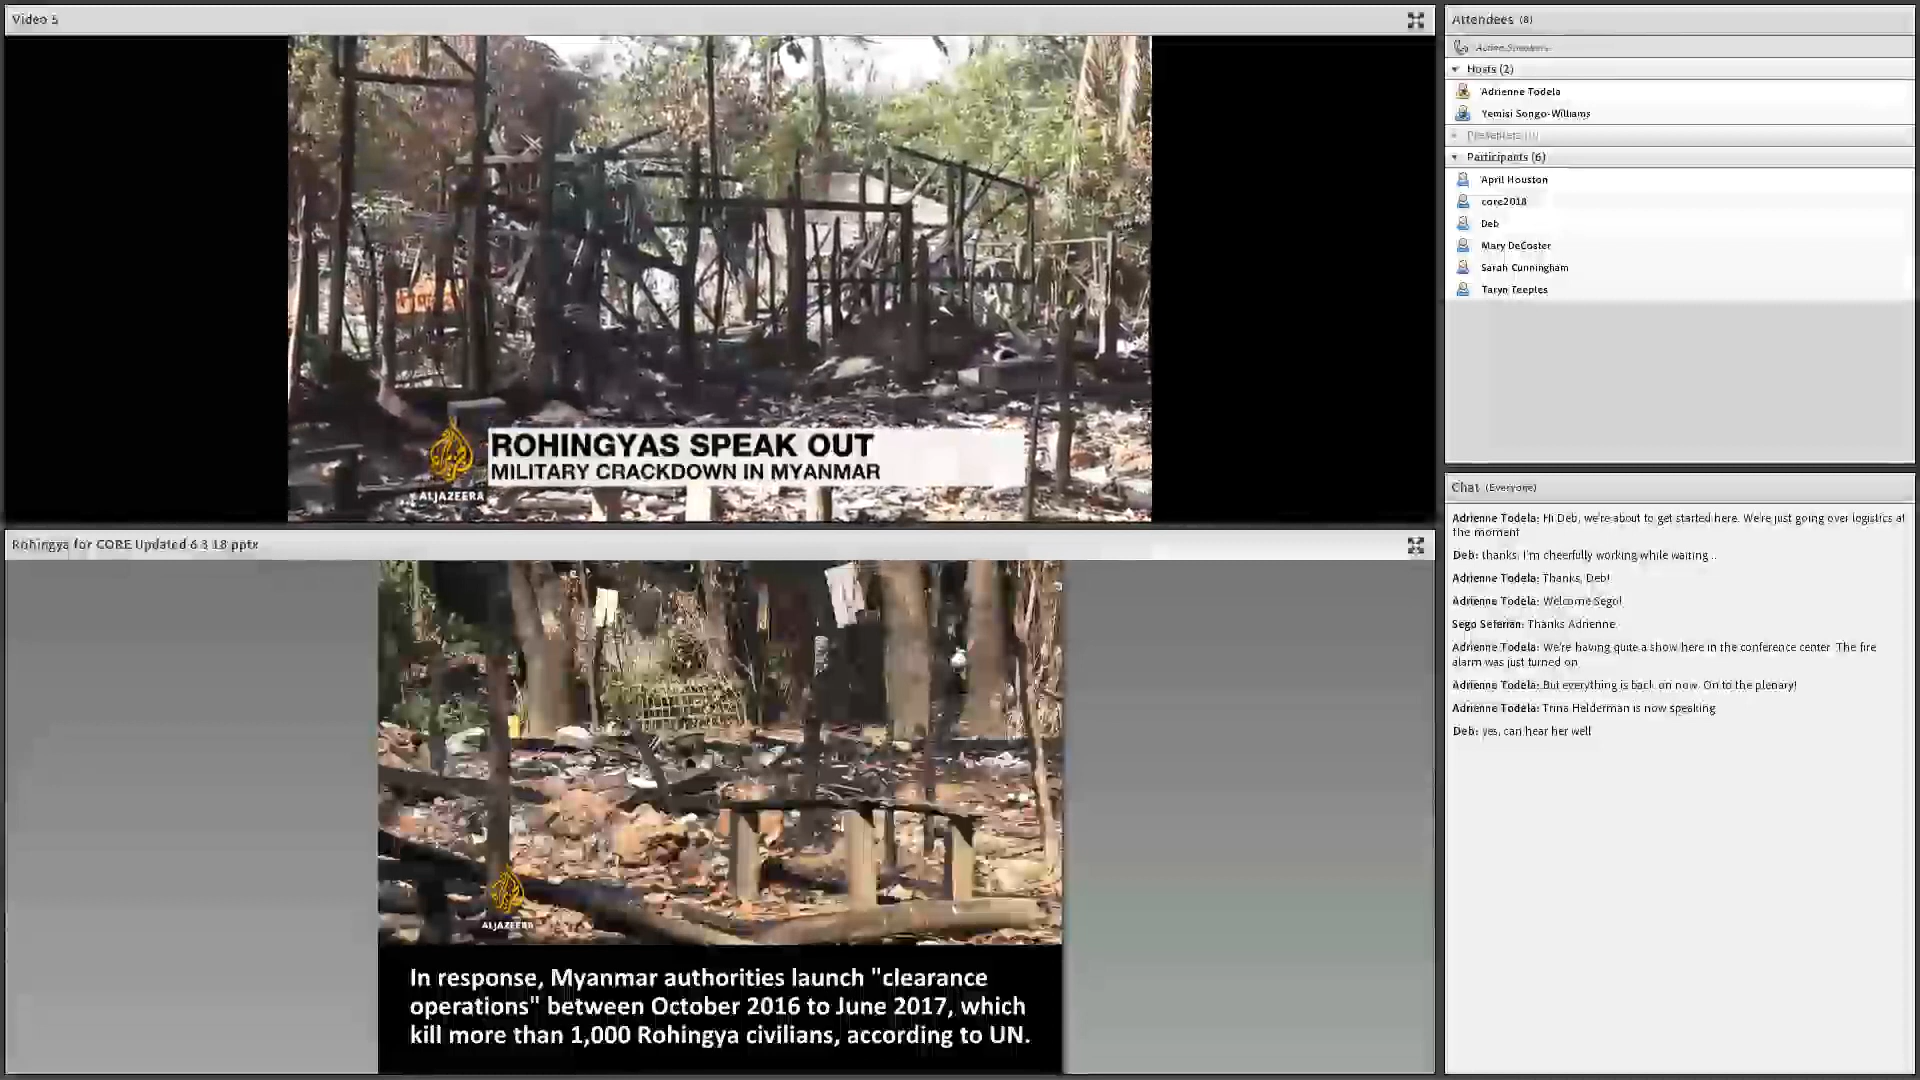 Video 5
ROHINGYAS SPEAK OUT
MILITARY CRACKDOWN IN MYANMAR
ALJAZEERA
Rohingya for CORE Updated 6 3 18 pptx
ALJAZEERA
In response, Myanmar authorities launch "clearance
operations" between October 2016 to June 2017, which
kill more than 1,000 Rohingya civilians, according to UN.
Attendees (8)
Active Speakers
Hosts (2)
Adrienne Todela
Yemisi Songo-Williams
Presenters (0)
Participants (6)
April Houston
core2018
Deb
Mary DeCoster
Sarah Cunningham
Taryn Teeples
Chat (Everyone)
Adrienne Todela: Hi Deb, we're about to get started here. We're just going over logistics at
the moment
Deb: thanks, I'm cheerfully working while waiting ..
Adrienne Todela: Thanks, Deb!
Adrienne Todela: Welcome Sego!
Sego Seferian: Thanks Adrienne.
Adrienne Todela: We're having quite a show here in the conference center. The fire
alarm was just turned on
Adrienne Todela: But everything is back on now. On to the plenary!
Adrienne Todela: Trina Helderman is now speaking
Deb: yes, can hear her well